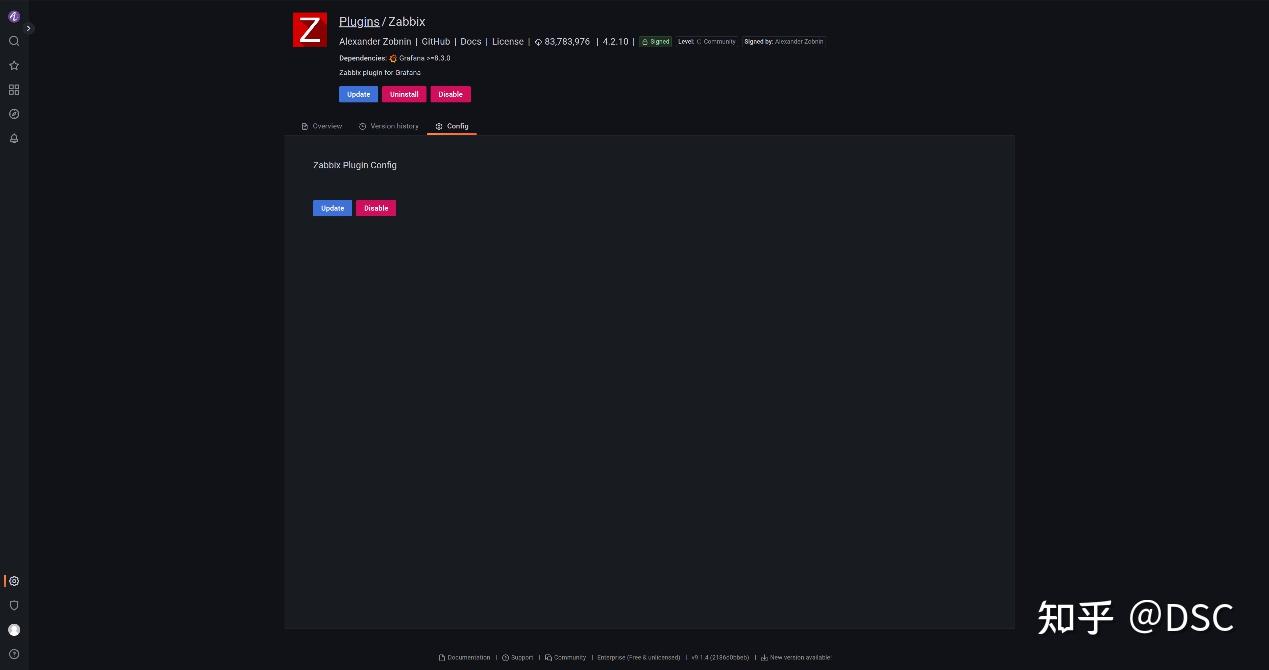 Plugins / Zabbix
Alexander Zobnin | GitHub | Docs | License | 83,783,976 | 4.2.10 | Signed Level: Community Signed by: Alexander Zobnin
Dependencies: Grafana >=8.3.0
Zabbix plugin for Grafana
Update Uninstall Disable
Overview Version history Config
Zabbix Plugin Config
Update Disable
知乎 @DSC
Documentation | Support | Community | Enterprise (Free & unlicensed) | v9.1.4 (2186d0bbeb) | New version available!